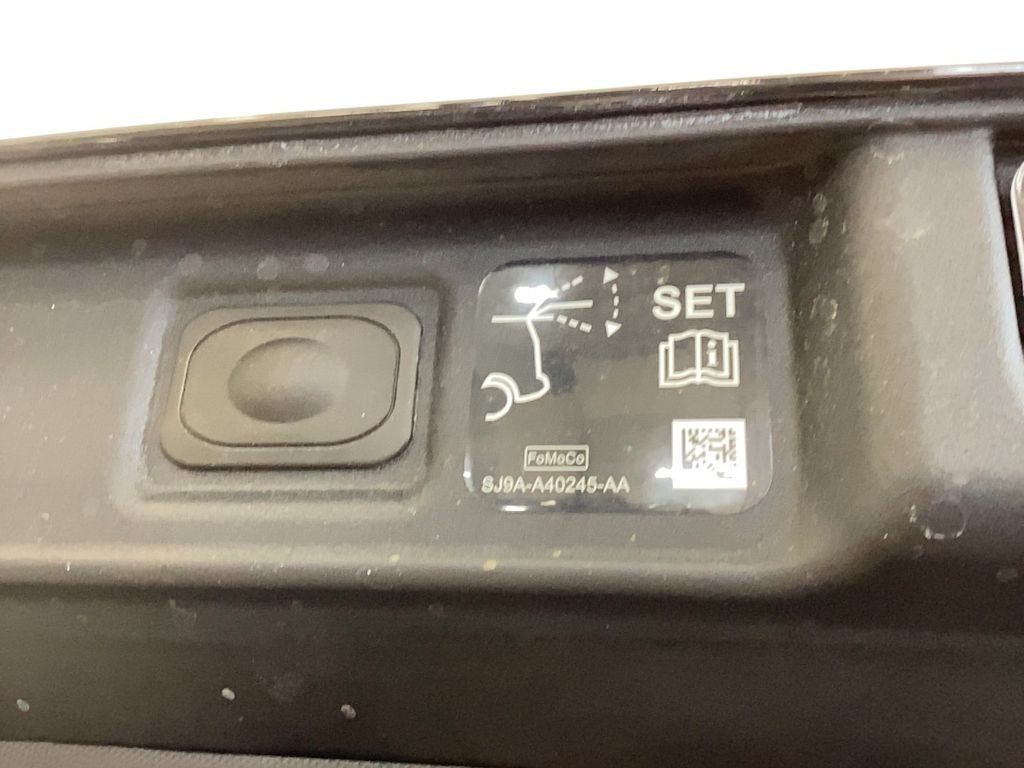 SET
i
FoMoCo
SJ9A-A40245-AA